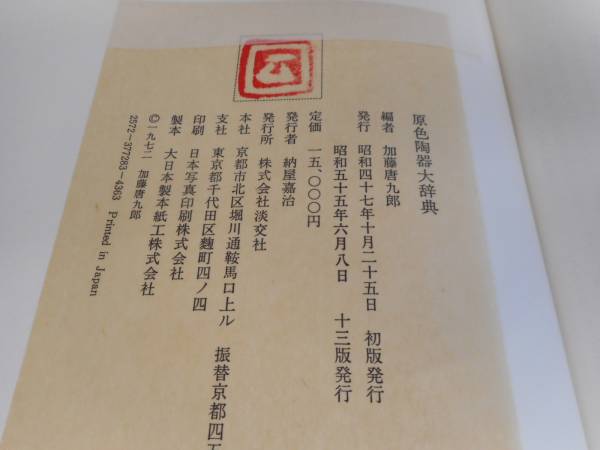 原色陶器大辞典
編者 加藤唐九郎
発行 昭和四十七年十月二十五日 初版発行
昭和五十五年六月八日 十三版発行
定価 一五、〇〇〇円
発行者 納屋嘉治
発行所 株式会社淡交社
本社 京都市北区堀川通鞍馬口上ル 振替京都四
支社 東京都千代田区麹町四ノ四
印刷 日本写真印刷株式会社
製本 大日本製本紙工株式会社
©一九七二 加藤唐九郎
2572-377283-4363 Printed in Japan